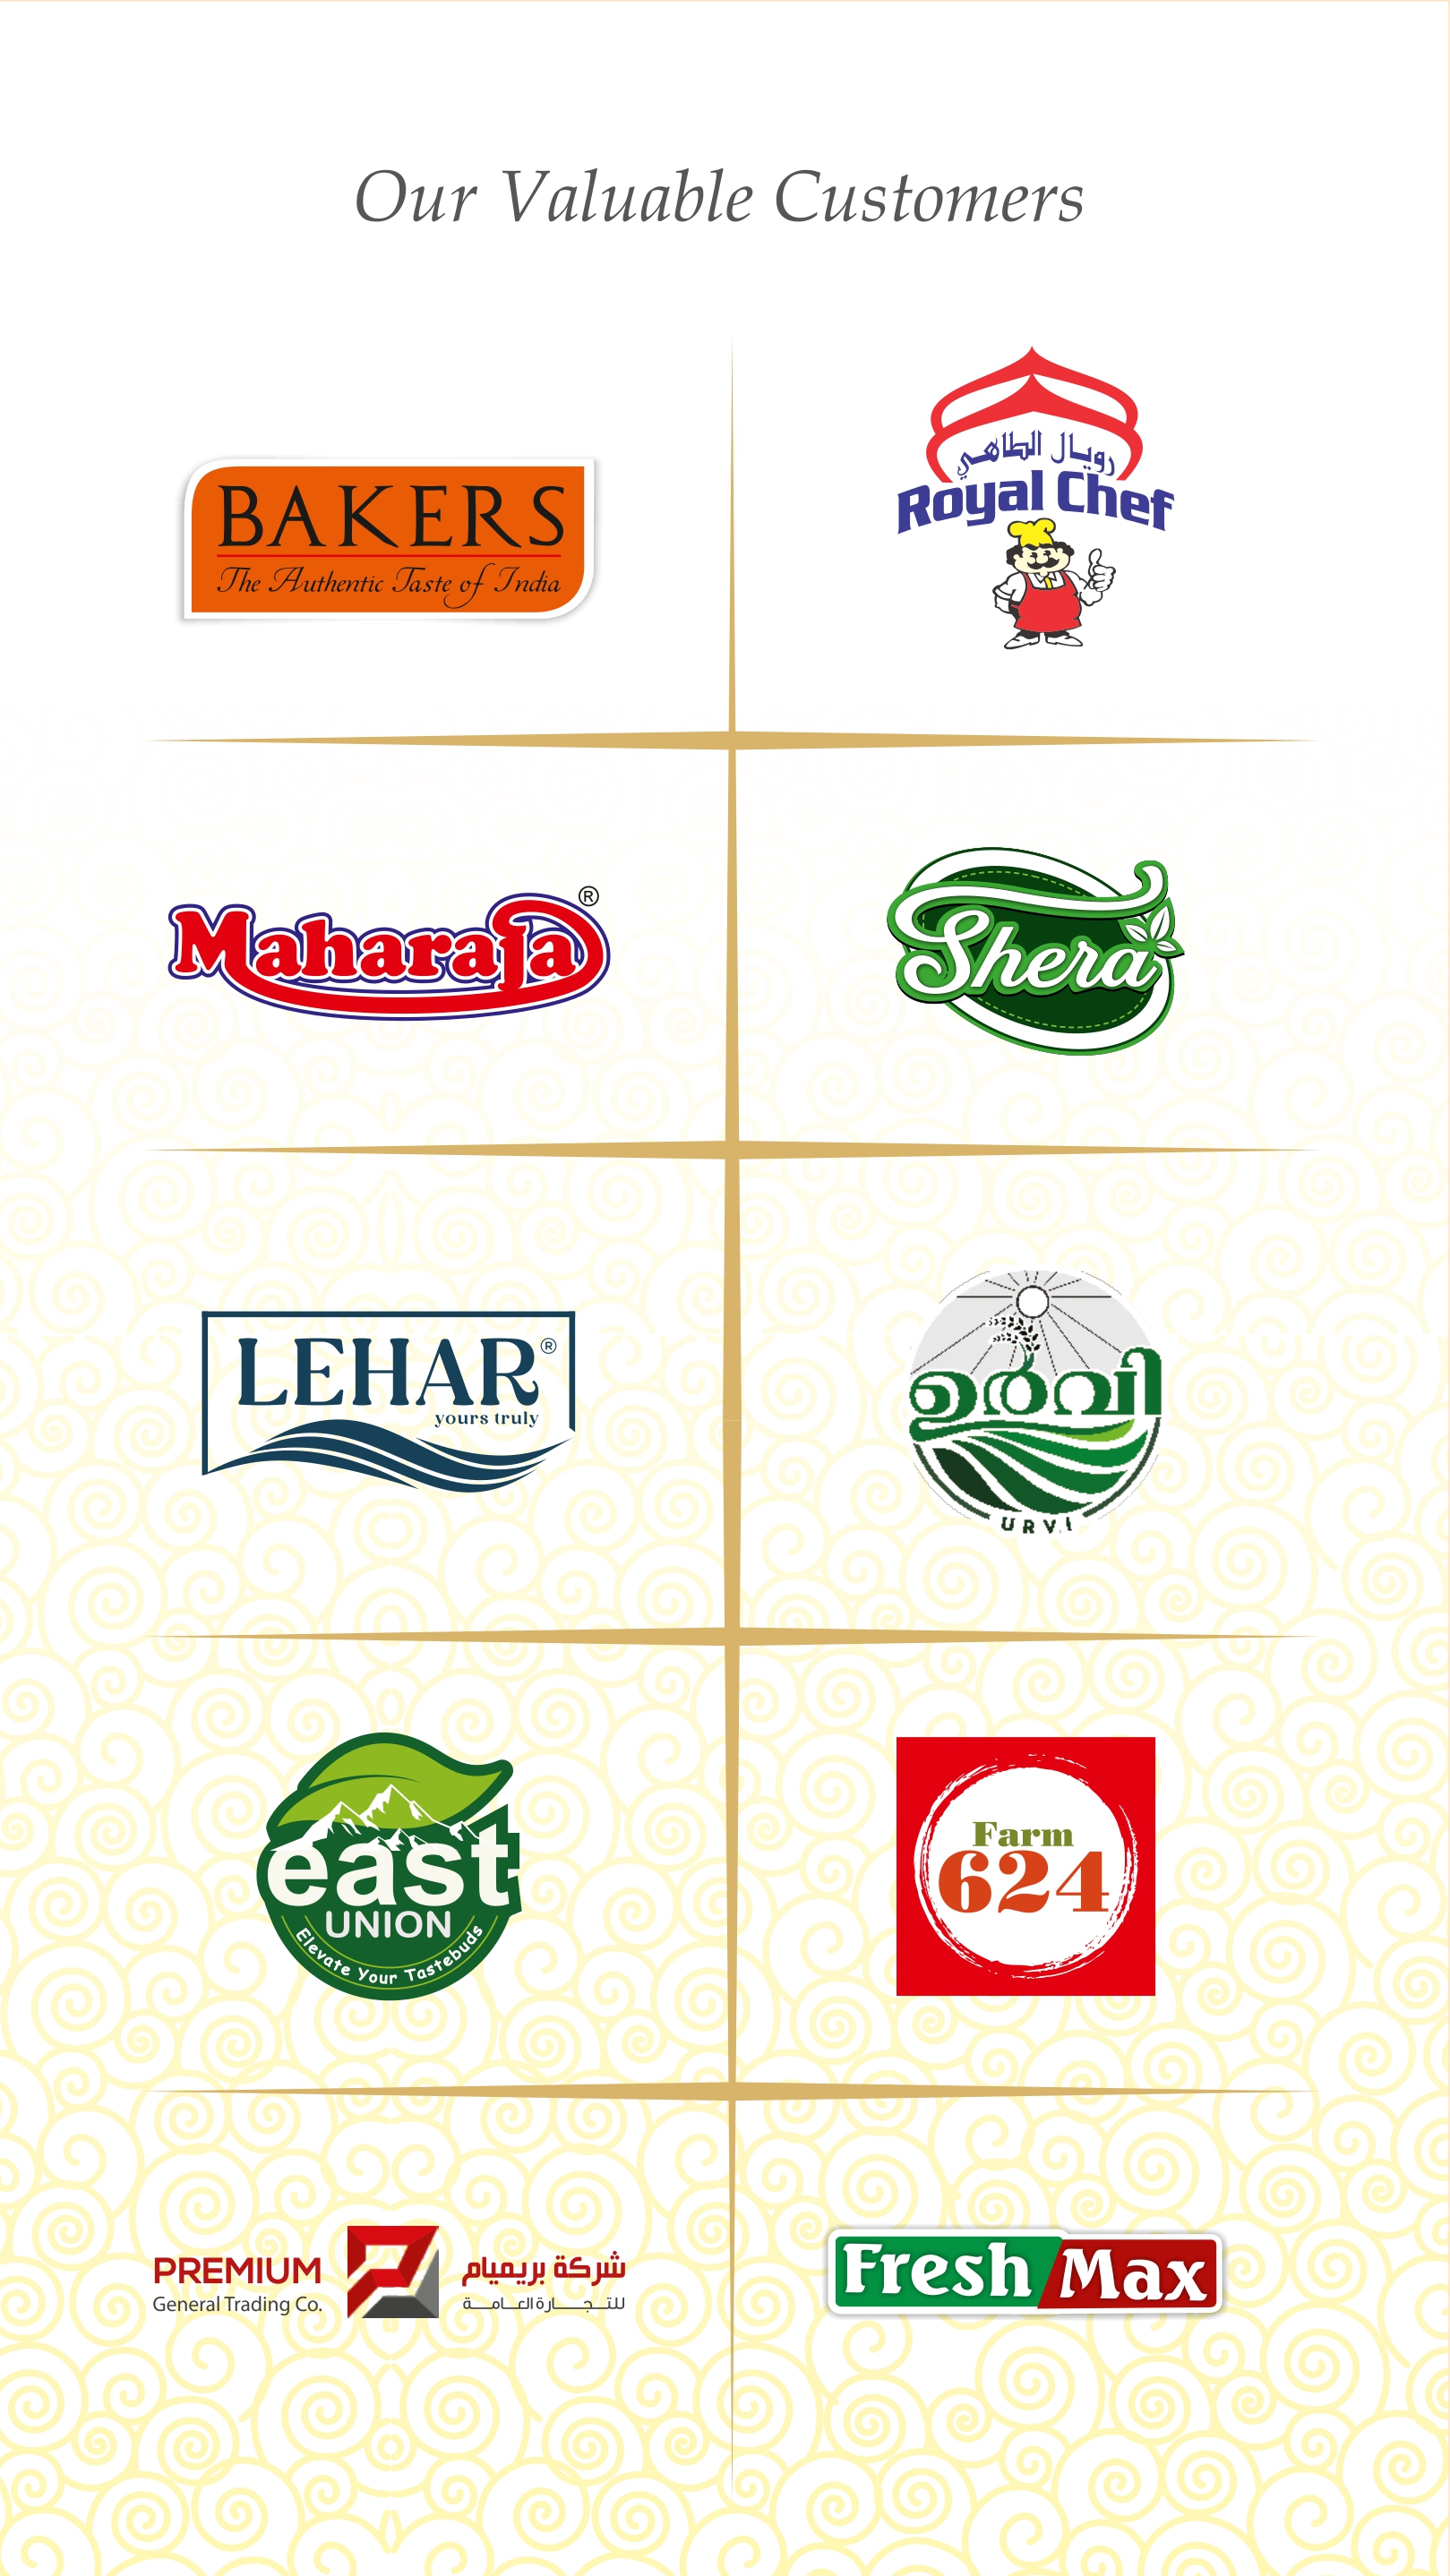 Our Valuable Customers
BAKERS
The Authentic Taste of India
رويال الطاهي
Royal Chef
Maharaja®
Shera
LEHAR®
yours truly
ഉർവി
URVI
east
UNION
Elevate Your Tastebuds
Farm
624
PREMIUM
General Trading Co.
شركة بريميام
للتجارة العامة
Fresh Max